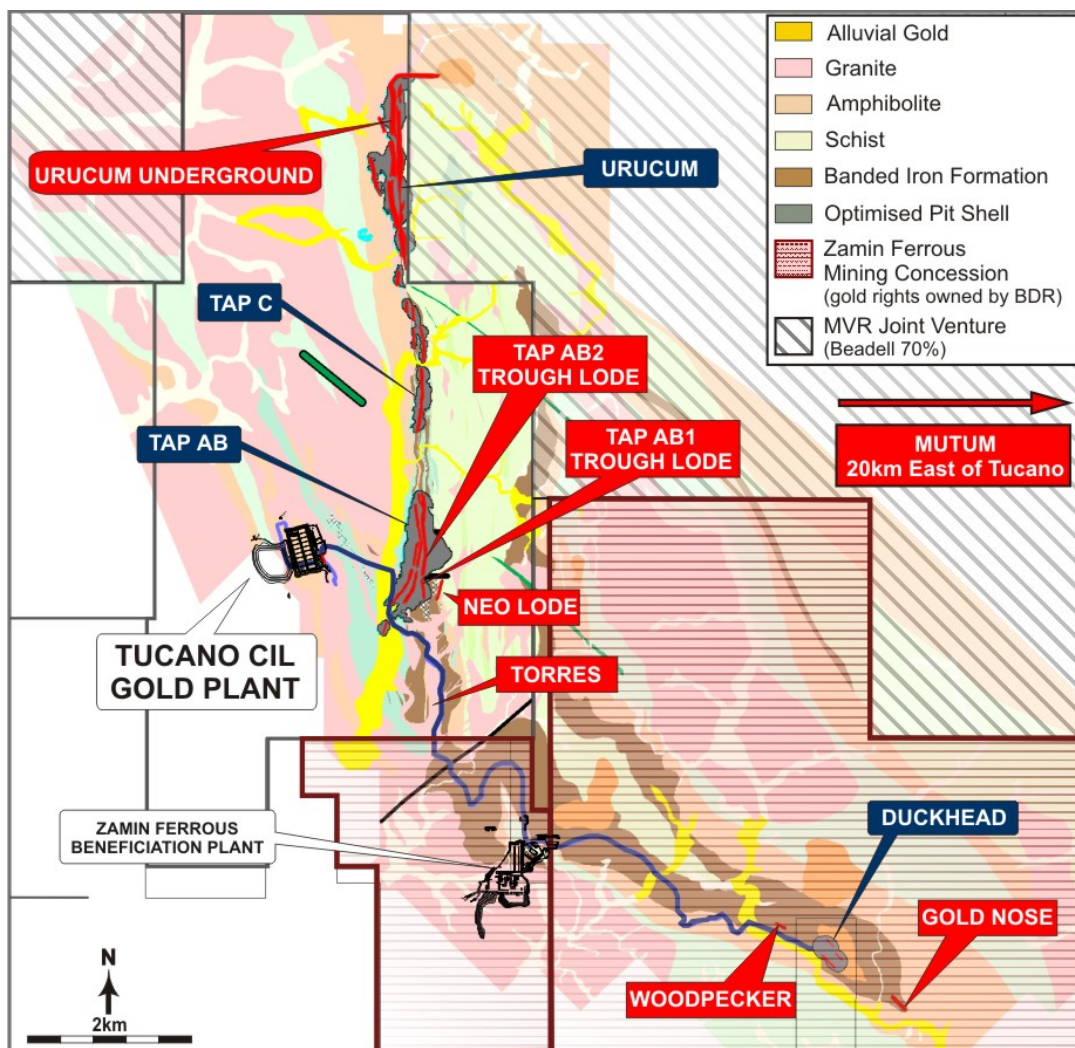 Alluvial Gold
Granite
Amphibolite
Schist
Banded Iron Formation
Optimised Pit Shell
Zamin Ferrous
Mining Concession
(gold rights owned by BDR)
MVR Joint Venture
(Beadell 70%)
URUCUM UNDERGROUND
URUCUM
TAP C
TAP AB2
TROUGH LODE
TAP AB
TAP AB1
TROUGH LODE
MUTUM
20km East of Tucano
NEO LODE
TUCANO CIL
GOLD PLANT
TORRES
ZAMIN FERROUS
BENEFICIATION PLANT
DUCKHEAD
GOLD NOSE
WOODPECKER
N
2km